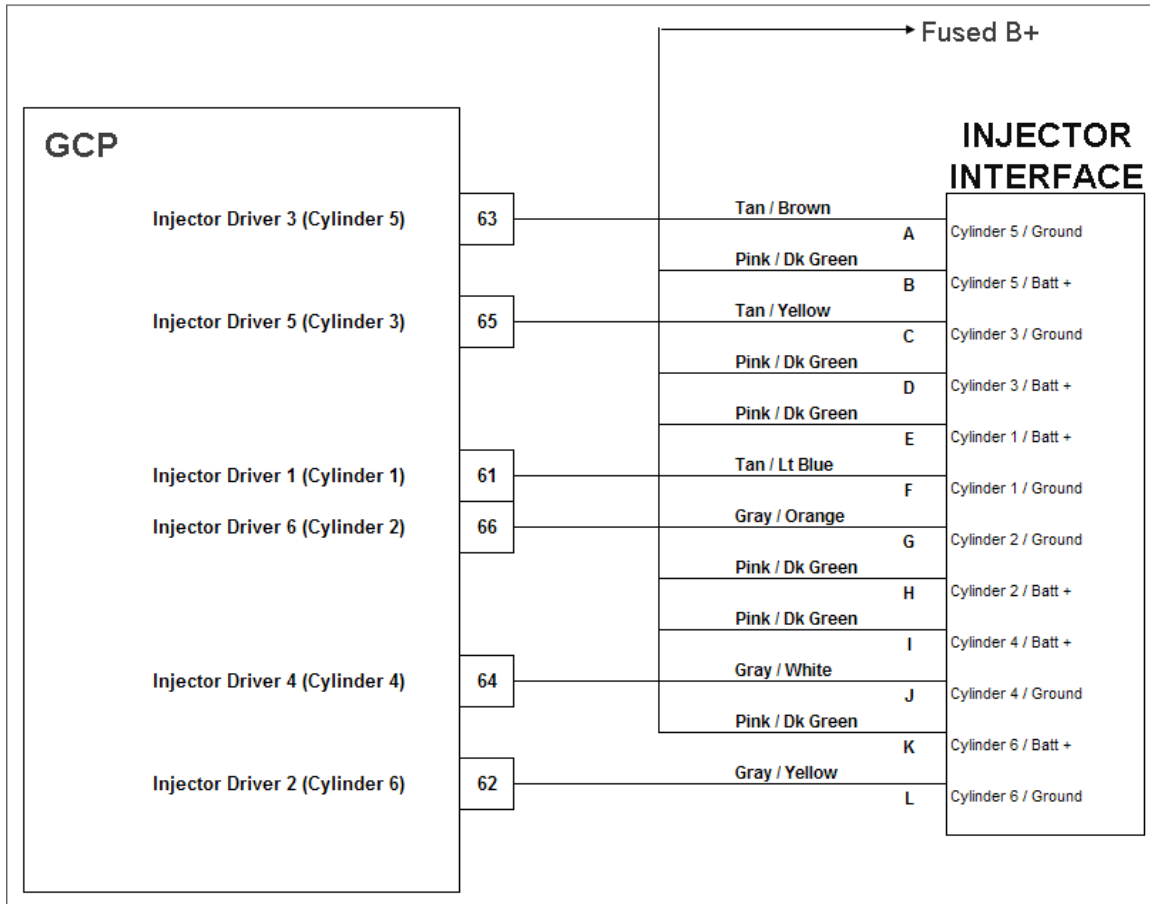 Fused B+
GCP
INJECTOR
INTERFACE
Injector Driver 3 (Cylinder 5) 63 Tan / Brown A Cylinder 5 / Ground
Pink / Dk Green B Cylinder 5 / Batt +
Injector Driver 5 (Cylinder 3) 65 Tan / Yellow C Cylinder 3 / Ground
Pink / Dk Green D Cylinder 3 / Batt +
Pink / Dk Green E Cylinder 1 / Batt +
Injector Driver 1 (Cylinder 1) 61 Tan / Lt Blue F Cylinder 1 / Ground
Injector Driver 6 (Cylinder 2) 66 Gray / Orange G Cylinder 2 / Ground
Pink / Dk Green H Cylinder 2 / Batt +
Pink / Dk Green I Cylinder 4 / Batt +
Injector Driver 4 (Cylinder 4) 64 Gray / White J Cylinder 4 / Ground
Pink / Dk Green K Cylinder 6 / Batt +
Injector Driver 2 (Cylinder 6) 62 Gray / Yellow L Cylinder 6 / Ground